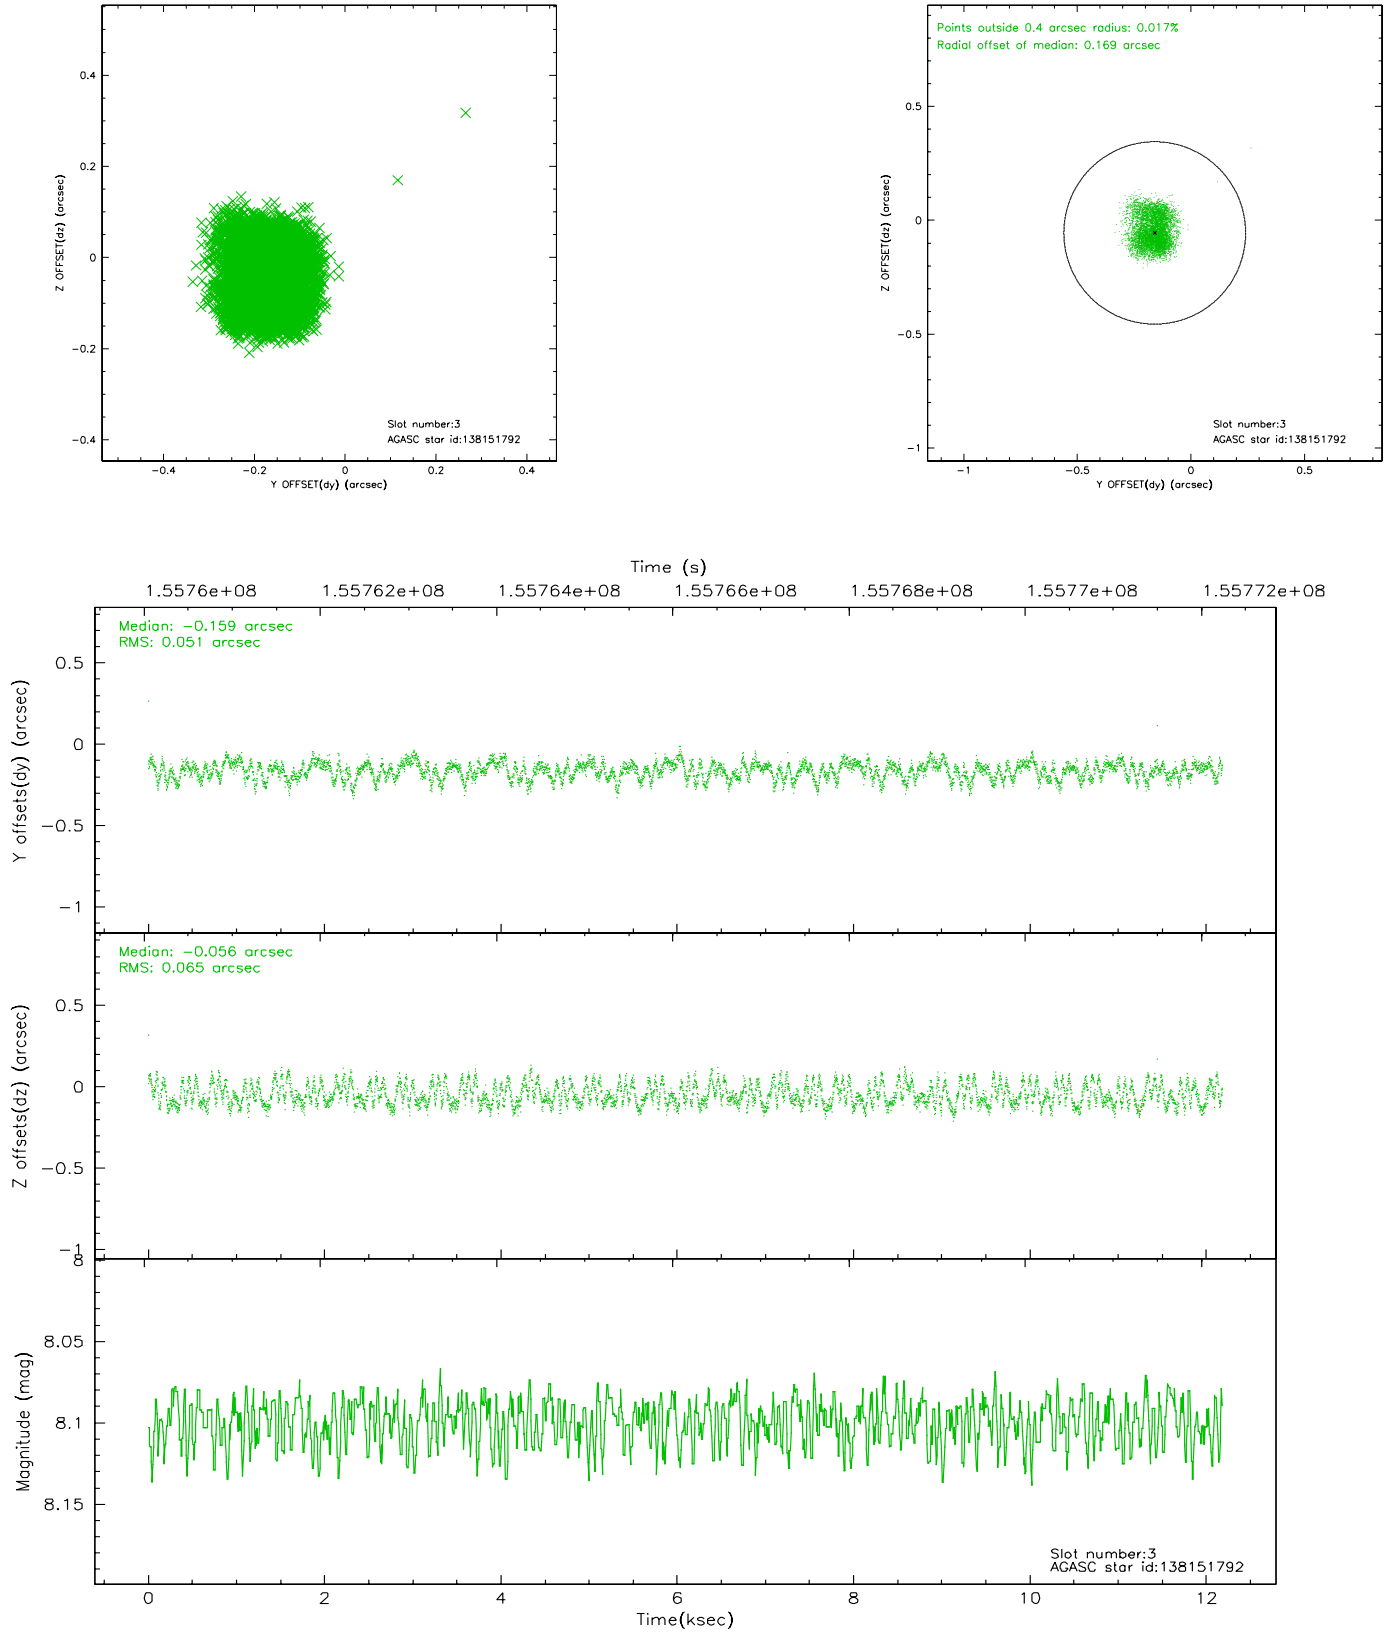 0.4
0.2
0
−0.2
−0.4
Z OFFSET(dz) (arcsec)
Slot number:3
AGASC star id:138151792
−0.4 −0.2 0 0.2 0.4
Y OFFSET(dy) (arcsec)
Points outside 0.4 arcsec radius: 0.017%
Radial offset of median: 0.169 arcsec
0.5
0
−0.5
−1
Z OFFSET(dz) (arcsec)
Slot number:3
AGASC star id:138151792
−1 −0.5 0 0.5
Y OFFSET(dy) (arcsec)
Time (s)
1.5576e+08 1.55762e+08 1.55764e+08 1.55766e+08 1.55768e+08 1.5577e+08 1.55772e+08
Median: −0.159 arcsec
RMS: 0.051 arcsec
0.5
0
−0.5
−1
Y offsets(dy) (arcsec)
Median: −0.056 arcsec
RMS: 0.065 arcsec
0.5
0
−0.5
−1
Z offsets(dz) (arcsec)
8
8.05
8.1
8.15
Magnitude (mag)
Slot number:3
AGASC star id:138151792
0 2 4 6 8 10 12
Time(ksec)